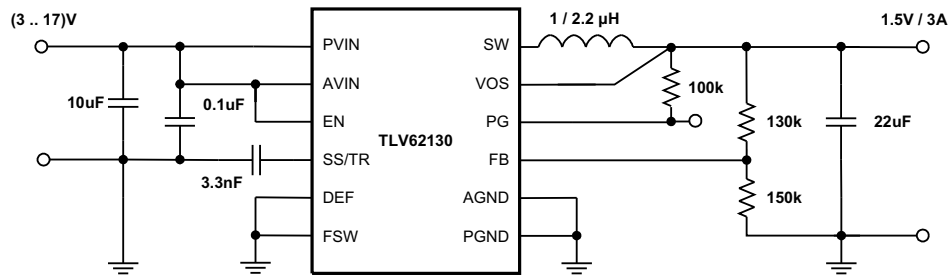 (3 .. 17)V
1 / 2.2 µH
1.5V / 3A
PVIN
SW
AVIN
VOS
100k
10uF
0.1uF
EN
PG
130k
22uF
TLV62130
SS/TR
FB
3.3nF
DEF
AGND
150k
FSW
PGND